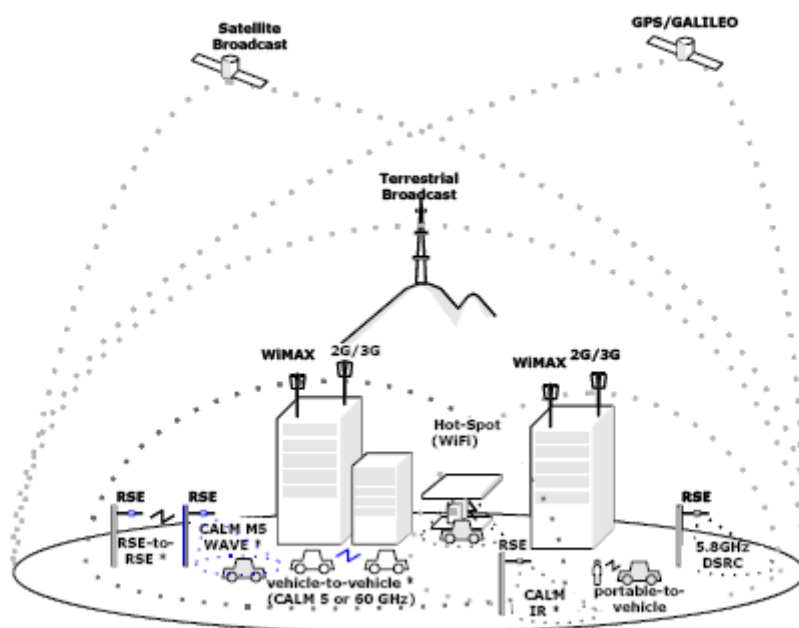 Satellite
Broadcast
GPS/GALILEO
Terrestrial
Broadcast
WiMAX
2G/3G
WiMAX
2G/3G
Hot-Spot
(WiFi)
RSE
RSE
RSE
RSE-to-
RSE *
CALM M5
WAVE *
vehicle-to-vehicle *
(CALM 5 or 60 GHz)
RSE
CALM
IR *
portable-to-
vehicle
5.8GHz
DSRC